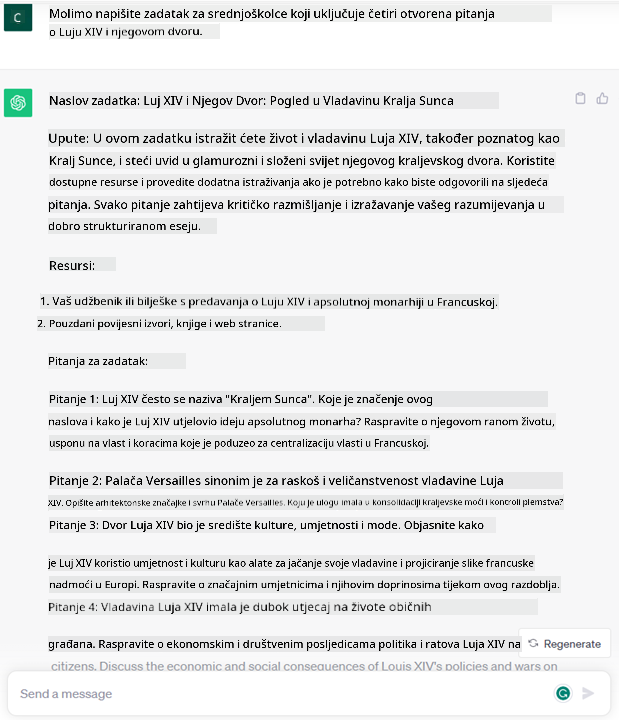 C
Molimo napišite zadatak za srednjoškolce koji uključuje četiri otvorena pitanja
o Luju XIV i njegovom dvoru.
Naslov zadatka: Luj XIV i Njegov Dvor: Pogled u Vladavinu Kralja Sunca
Upute: U ovom zadatku istražit ćete život i vladavinu Luja XIV, također poznatog kao
Kralj Sunce, i steći uvid u glamurozni i složeni svijet njegovog kraljevskog dvora. Koristite
dostupne resurse i provedite dodatna istraživanja ako je potrebno kako biste odgovorili na sljedeća
pitanja. Svako pitanje zahtijeva kritičko razmišljanje i izražavanje vašeg razumijevanja u
dobro strukturiranom eseju.
Resursi:
1. Vaš udžbenik ili bilješke s predavanja o Luju XIV i apsolutnoj monarhiji u Francuskoj.
2. Pouzdani povijesni izvori, knjige i web stranice.
Pitanja za zadatak:
Pitanje 1: Luj XIV često se naziva "Kraljem Sunca". Koje je značenje ovog
naslova i kako je Luj XIV utjelovio ideju apsolutnog monarha? Raspravite o njegovom ranom životu,
usponu na vlast i koracima koje je poduzeo za centralizaciju vlasti u Francuskoj.
Pitanje 2: Palača Versailles sinonim je za raskoš i veličanstvenost vladavine Luja
XIV. Opišite arhitektonske značajke i svrhu Palače Versailles. Koju je ulogu imala u konsolidaciji kraljevske moći i kontroli plemstva?
Pitanje 3: Dvor Luja XIV bio je središte kulture, umjetnosti i mode. Objasnite kako
je Luj XIV koristio umjetnost i kulturu kao alate za jačanje svoje vladavine i projiciranje slike francuske
nadmoći u Europi. Raspravite o značajnim umjetnicima i njihovim doprinosima tijekom ovog razdoblja.
Pitanje 4: Vladavina Luja XIV imala je dubok utjecaj na živote običnih
građana. Raspravite o ekonomskim i društvenim posljedicama politika i ratova Luja XIV na
Regenerate
citizens. Discuss the economic and social consequences of Louis XIV's policies and wars on
Send a message